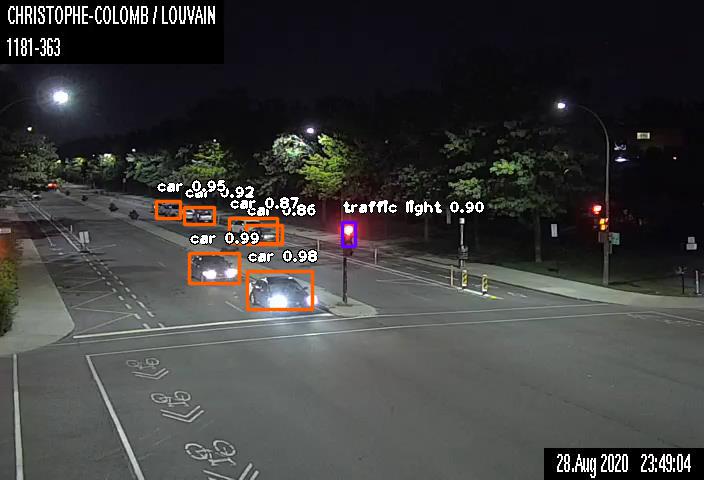 CHRISTOPHE-COLOMB / LOUVAIN
1181-363
car 0.95
car 0.92
car 0.87
car 0.86
traffic light 0.90
car 0.99
car 0.98
28.Aug 2020 23:49:04